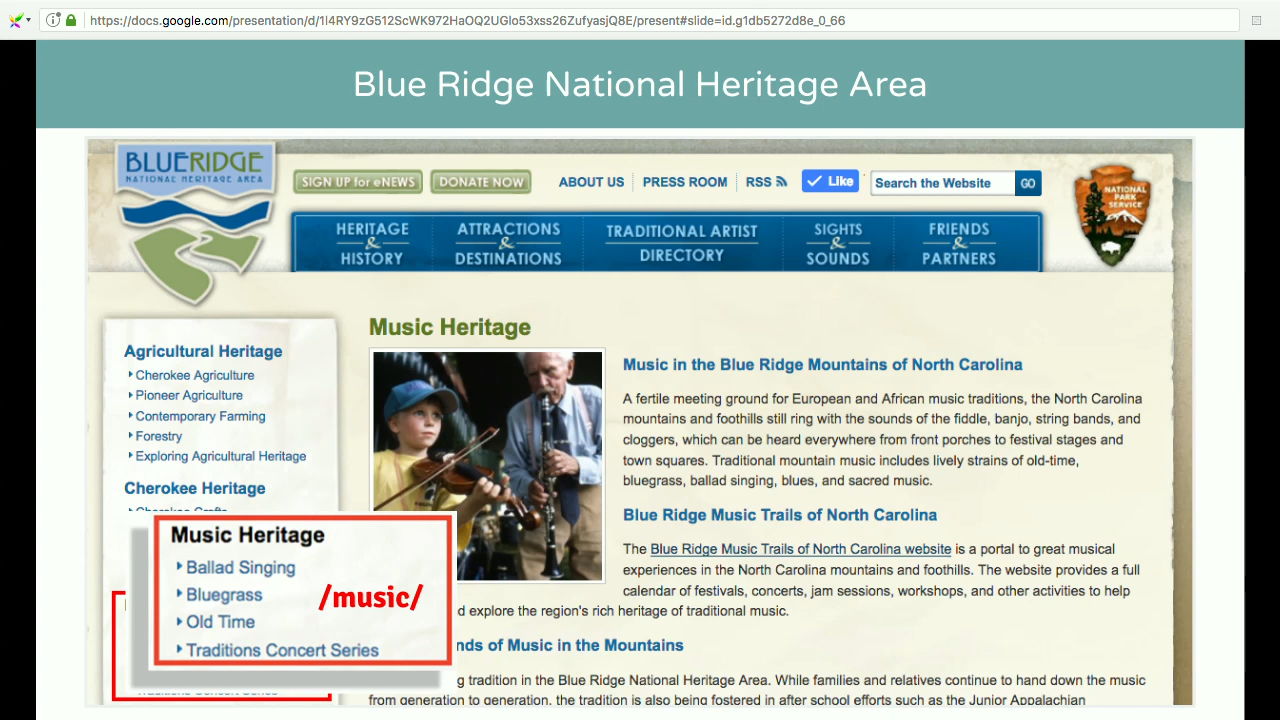 https://docs.google.com/presentation/d/1l4RY9zG512ScWK972HaOQ2UGlo53xss26ZufyasjQ8E/present#slide=id.g1db5272d8e_0_66
Blue Ridge National Heritage Area
BLUERIDGE
NATIONAL HERITAGE AREA
SIGN UP for eNEWS
DONATE NOW
ABOUT US
PRESS ROOM
RSS
Like
Search the Website
GO
NATIONAL
PARK
SERVICE
HERITAGE
&
HISTORY
ATTRACTIONS
&
DESTINATIONS
TRADITIONAL ARTIST
DIRECTORY
SIGHTS
&
SOUNDS
FRIENDS
&
PARTNERS
Agricultural Heritage
Cherokee Agriculture
Pioneer Agriculture
Contemporary Farming
Forestry
Exploring Agricultural Heritage
Cherokee Heritage
Cherokee Crafts
Music Heritage
Ballad Singing
Bluegrass
Old Time
Traditions Concert Series
/music/
Traditions Concert Series
Music Heritage
Music in the Blue Ridge Mountains of North Carolina
A fertile meeting ground for European and African music traditions, the North Carolina
mountains and foothills still ring with the sounds of the fiddle, banjo, string bands, and
cloggers, which can be heard everywhere from front porches to festival stages and
town squares. Traditional mountain music includes lively strains of old-time,
bluegrass, ballad singing, blues, and sacred music.
Blue Ridge Music Trails of North Carolina
The Blue Ridge Music Trails of North Carolina website is a portal to great musical
experiences in the North Carolina mountains and foothills. The website provides a full
calendar of festivals, concerts, jam sessions, workshops, and other activities to help
d explore the region's rich heritage of traditional music.
nds of Music in the Mountains
g tradition in the Blue Ridge National Heritage Area. While families and relatives continue to hand down the music
from generation to generation, the tradition is also being fostered in after school efforts such as the Junior Appalachian